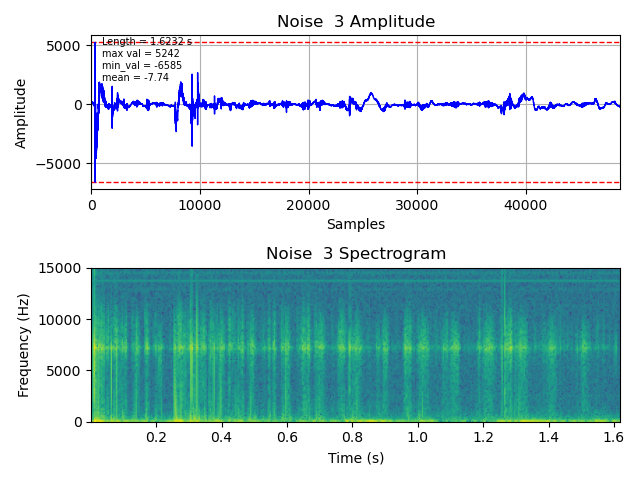 Noise  3 Amplitude
Length = 1.6232 s
max val = 5242
min_val = -6585
mean = -7.74
5000
0
−5000
Amplitude
0 10000 20000 30000 40000
Samples
Noise  3 Spectrogram
15000
10000
5000
0
Frequency (Hz)
0.2 0.4 0.6 0.8 1.0 1.2 1.4 1.6
Time (s)